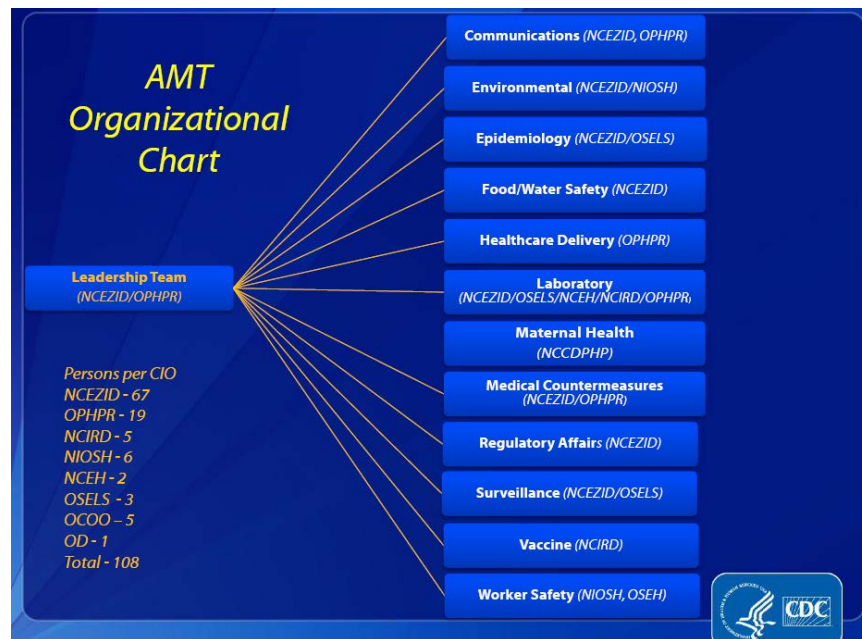 AMT
Organizational
Chart
Leadership Team
(NCEZID/OPHPR)
Persons per CIO
NCEZID - 67
OPHPR - 19
NCIRD - 5
NIOSH - 6
NCEH - 2
OSELS - 3
OCOO – 5
OD - 1
Total - 108
Communications (NCEZID, OPHPR)
Environmental (NCEZID/NIOSH)
Epidemiology (NCEZID/OSELS)
Food/Water Safety (NCEZID)
Healthcare Delivery (OPHPR)
Laboratory
(NCEZID/OSELS/NCEH/NCIRD/OPHPR)
Maternal Health
(NCCDPHP)
Medical Countermeasures
(NCEZID/OPHPR)
Regulatory Affairs (NCEZID)
Surveillance (NCEZID/OSELS)
Vaccine (NCIRD)
Worker Safety (NIOSH, OSEH)
CDC